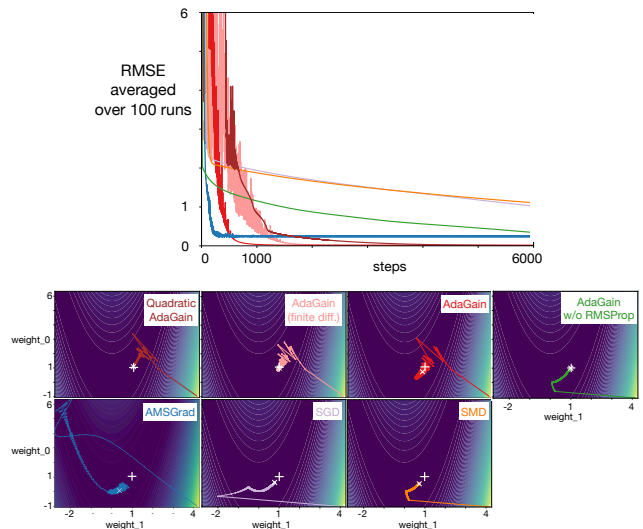 6
RMSE
averaged
over 100 runs
1
0
0 1000 6000
steps
6
Quadratic
AdaGain
AdaGain
(finite diff.)
AdaGain
AdaGain
w/o RMSProp
weight_0
1
-1
-2 1 4
weight_1
6
AMSGrad
SGD
SMD
weight_0
1
-1
-2 1 4
weight_1
-2 1 4
weight_1
-2 1 4
weight_1